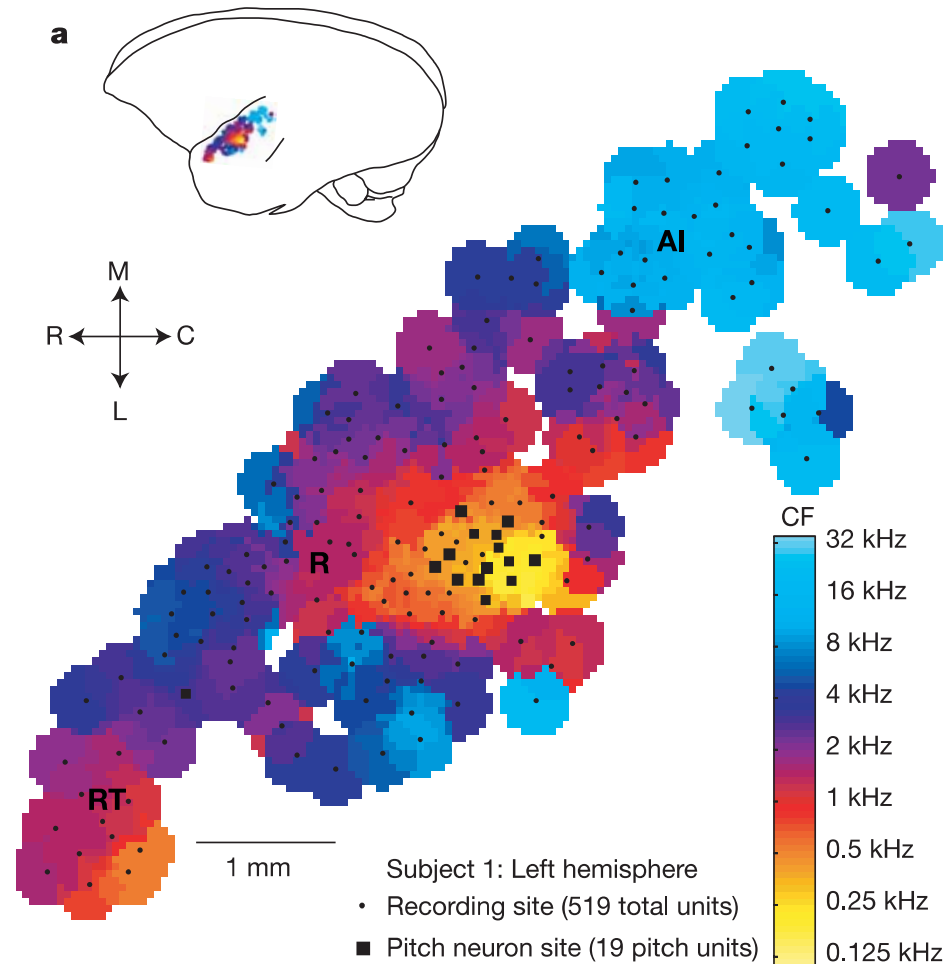 a
M
R
C
L
AI
R
RT
CF
32 kHz
16 kHz
8 kHz
4 kHz
2 kHz
1 kHz
0.5 kHz
0.25 kHz
0.125 kHz
1 mm
Subject 1: Left hemisphere
Recording site (519 total units)
Pitch neuron site (19 pitch units)